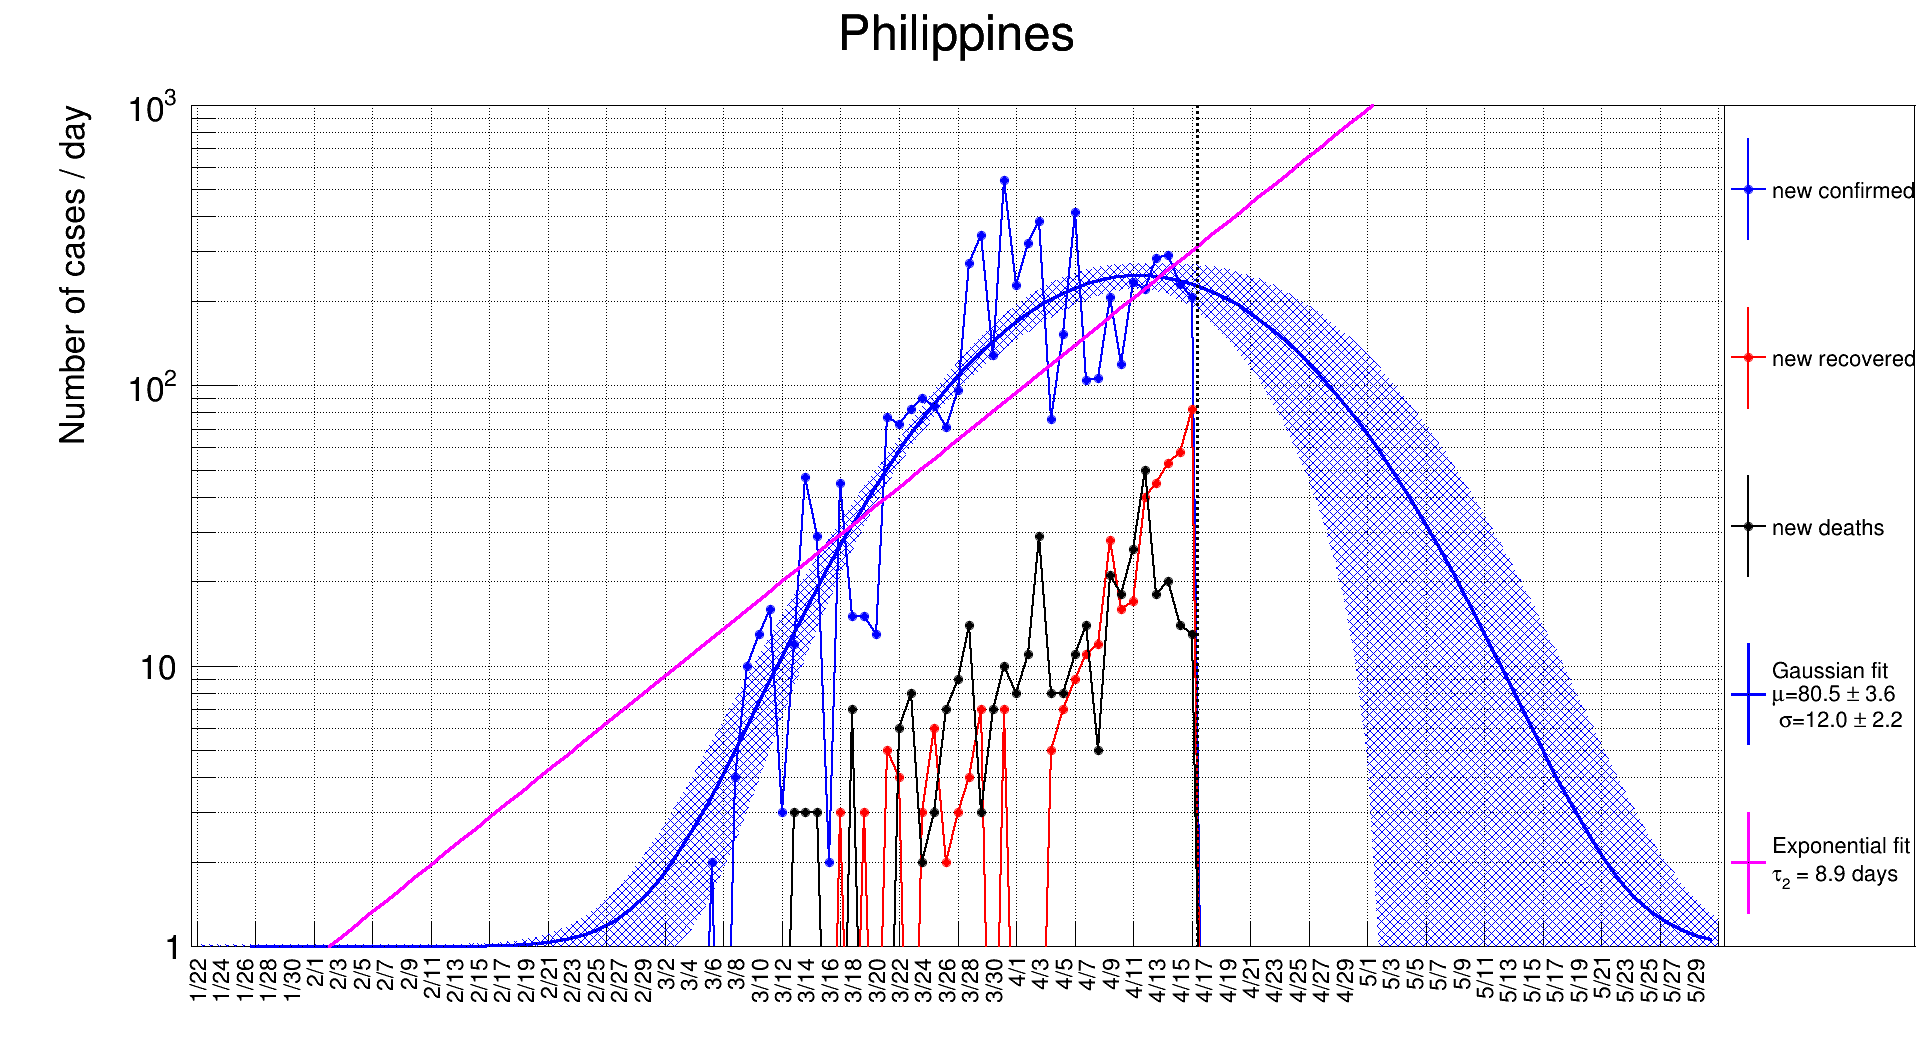 Philippines
Number of cases / day
10³
10²
10
1
1/22 1/24 1/26 1/28 1/30 2/1 2/3 2/5 2/7 2/9 2/11 2/13 2/15 2/17 2/19 2/21 2/23 2/25 2/27 2/29 3/2 3/4 3/6 3/8 3/10 3/12 3/14 3/16 3/18 3/20 3/22 3/24 3/26 3/28 3/30 4/1 4/3 4/5 4/7 4/9 4/11 4/13 4/15 4/17 4/19 4/21 4/23 4/25 4/27 4/29 5/1 5/3 5/5 5/7 5/9 5/11 5/13 5/15 5/17 5/19 5/21 5/23 5/25 5/27 5/29
new confirmed
new recovered
new deaths
Gaussian fit
μ=80.5 ± 3.6
σ=12.0 ± 2.2
Exponential fit
τ₂ = 8.9 days